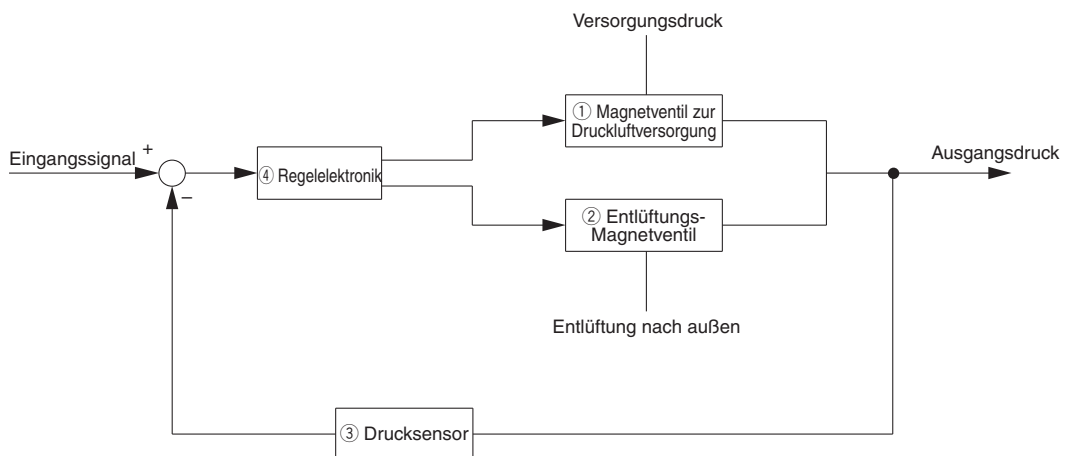 Versorgungsdruck
① Magnetventil zur
Druckluftversorgung
Eingangssignal
+
−
④ Regelelektronik
Ausgangsdruck
② Entlüftungs-
Magnetventil
Entlüftung nach außen
③ Drucksensor